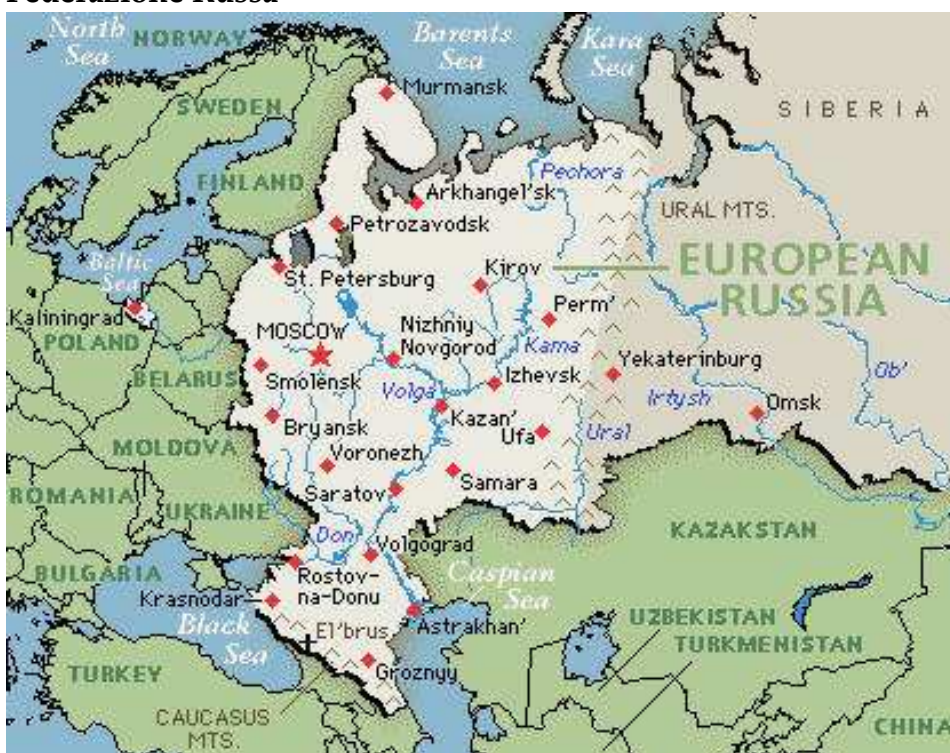 Federazione Russa
North
Sea
NORWAY
Barents
Sea
Kara
Sea
SIBERIA
Murmansk
SWEDEN
FINLAND
Pechora
Arkhangel'sk
URAL MTS.
Petrozavodsk
Baltic
Sea
St. Petersburg
Kirov
EUROPEAN
RUSSIA
Kaliningrad
Perm'
MOSCOW
Nizhniy
Novgorod
Kama
POLAND
Yekaterinburg
BELARUS
Smolensk
Volga
Izhevsk
Irtysh
Ob'
Omsk
Bryansk
Kazan'
Ufa
Ural
MOLDOVA
Voronezh
Samara
ROMANIA
Saratov
UKRAINE
KAZAKSTAN
Don
Volgograd
BULGARIA
Rostov-
na-Donu
Caspian
Sea
Krasnodar
Black
Sea
El'brus
Astrakhan'
UZBEKISTAN
TURKMENISTAN
TURKEY
Groznyy
CAUCASUS
MTS.
CHINA